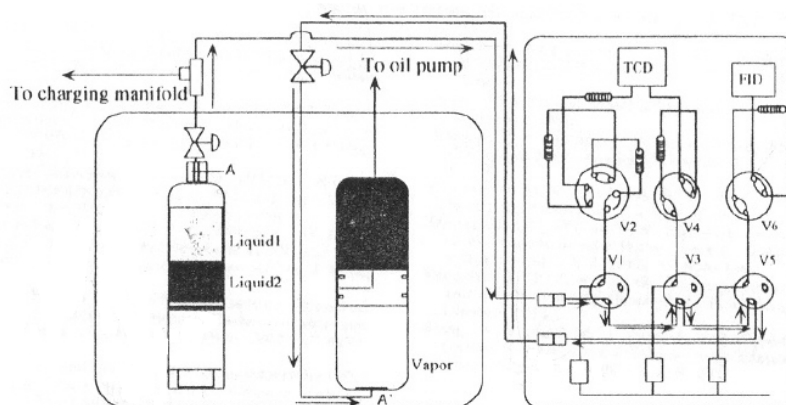 To charging manifold
To oil pump
TCD
FID
A
Liquid1
Liquid2
Vapor
A'
V2
V4
V6
V1
V3
V5